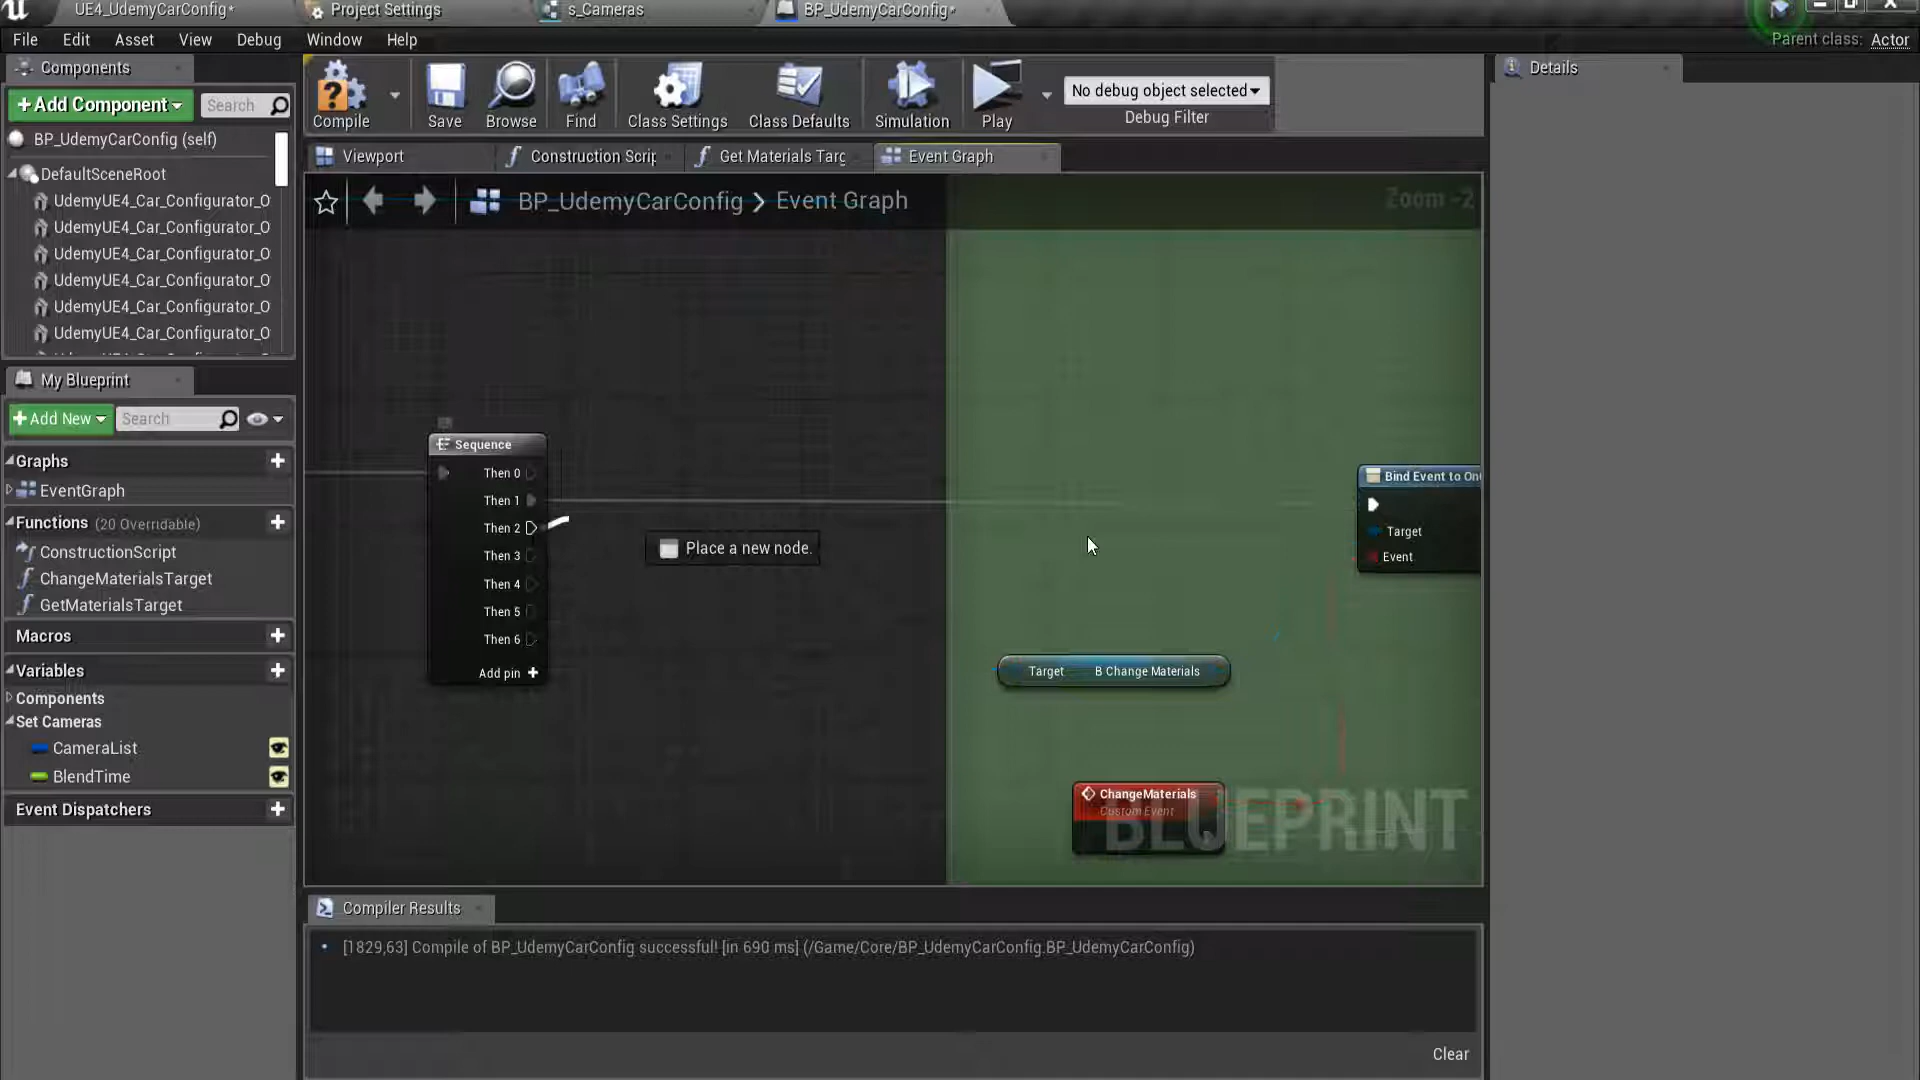 UE4_UdemyCarConfig*
Project Settings
s_Cameras
BP_UdemyCarConfig*
File
Edit
Asset
View
Debug
Window
Help
Parent class: Actor
Components
+Add Component
Search
BP_UdemyCarConfig (self)
DefaultSceneRoot
UdemyUE4_Car_Configurator_O
UdemyUE4_Car_Configurator_O
UdemyUE4_Car_Configurator_O
UdemyUE4_Car_Configurator_O
UdemyUE4_Car_Configurator_O
UdemyUE4_Car_Configurator_O
My Blueprint
+Add New
Search
Graphs
EventGraph
Functions (20 Overridable)
ConstructionScript
ChangeMaterialsTarget
GetMaterialsTarget
Macros
Variables
Components
Set Cameras
CameraList
BlendTime
Event Dispatchers
Compile
Save
Browse
Find
Class Settings
Class Defaults
Simulation
Play
No debug object selected
Debug Filter
Viewport
Construction Scrip
Get Materials Targ
Event Graph
BP_UdemyCarConfig > Event Graph
Zoom -2
Sequence
Then 0
Then 1
Then 2
Then 3
Then 4
Then 5
Then 6
Add pin +
Place a new node.
Bind Event to On
Target
Event
Target B Change Materials
ChangeMaterials
Custom Event
BLUEPRINT
Compiler Results
[1829,63] Compile of BP_UdemyCarConfig successful! [in 690 ms] (/Game/Core/BP_UdemyCarConfig.BP_UdemyCarConfig)
Clear
Details